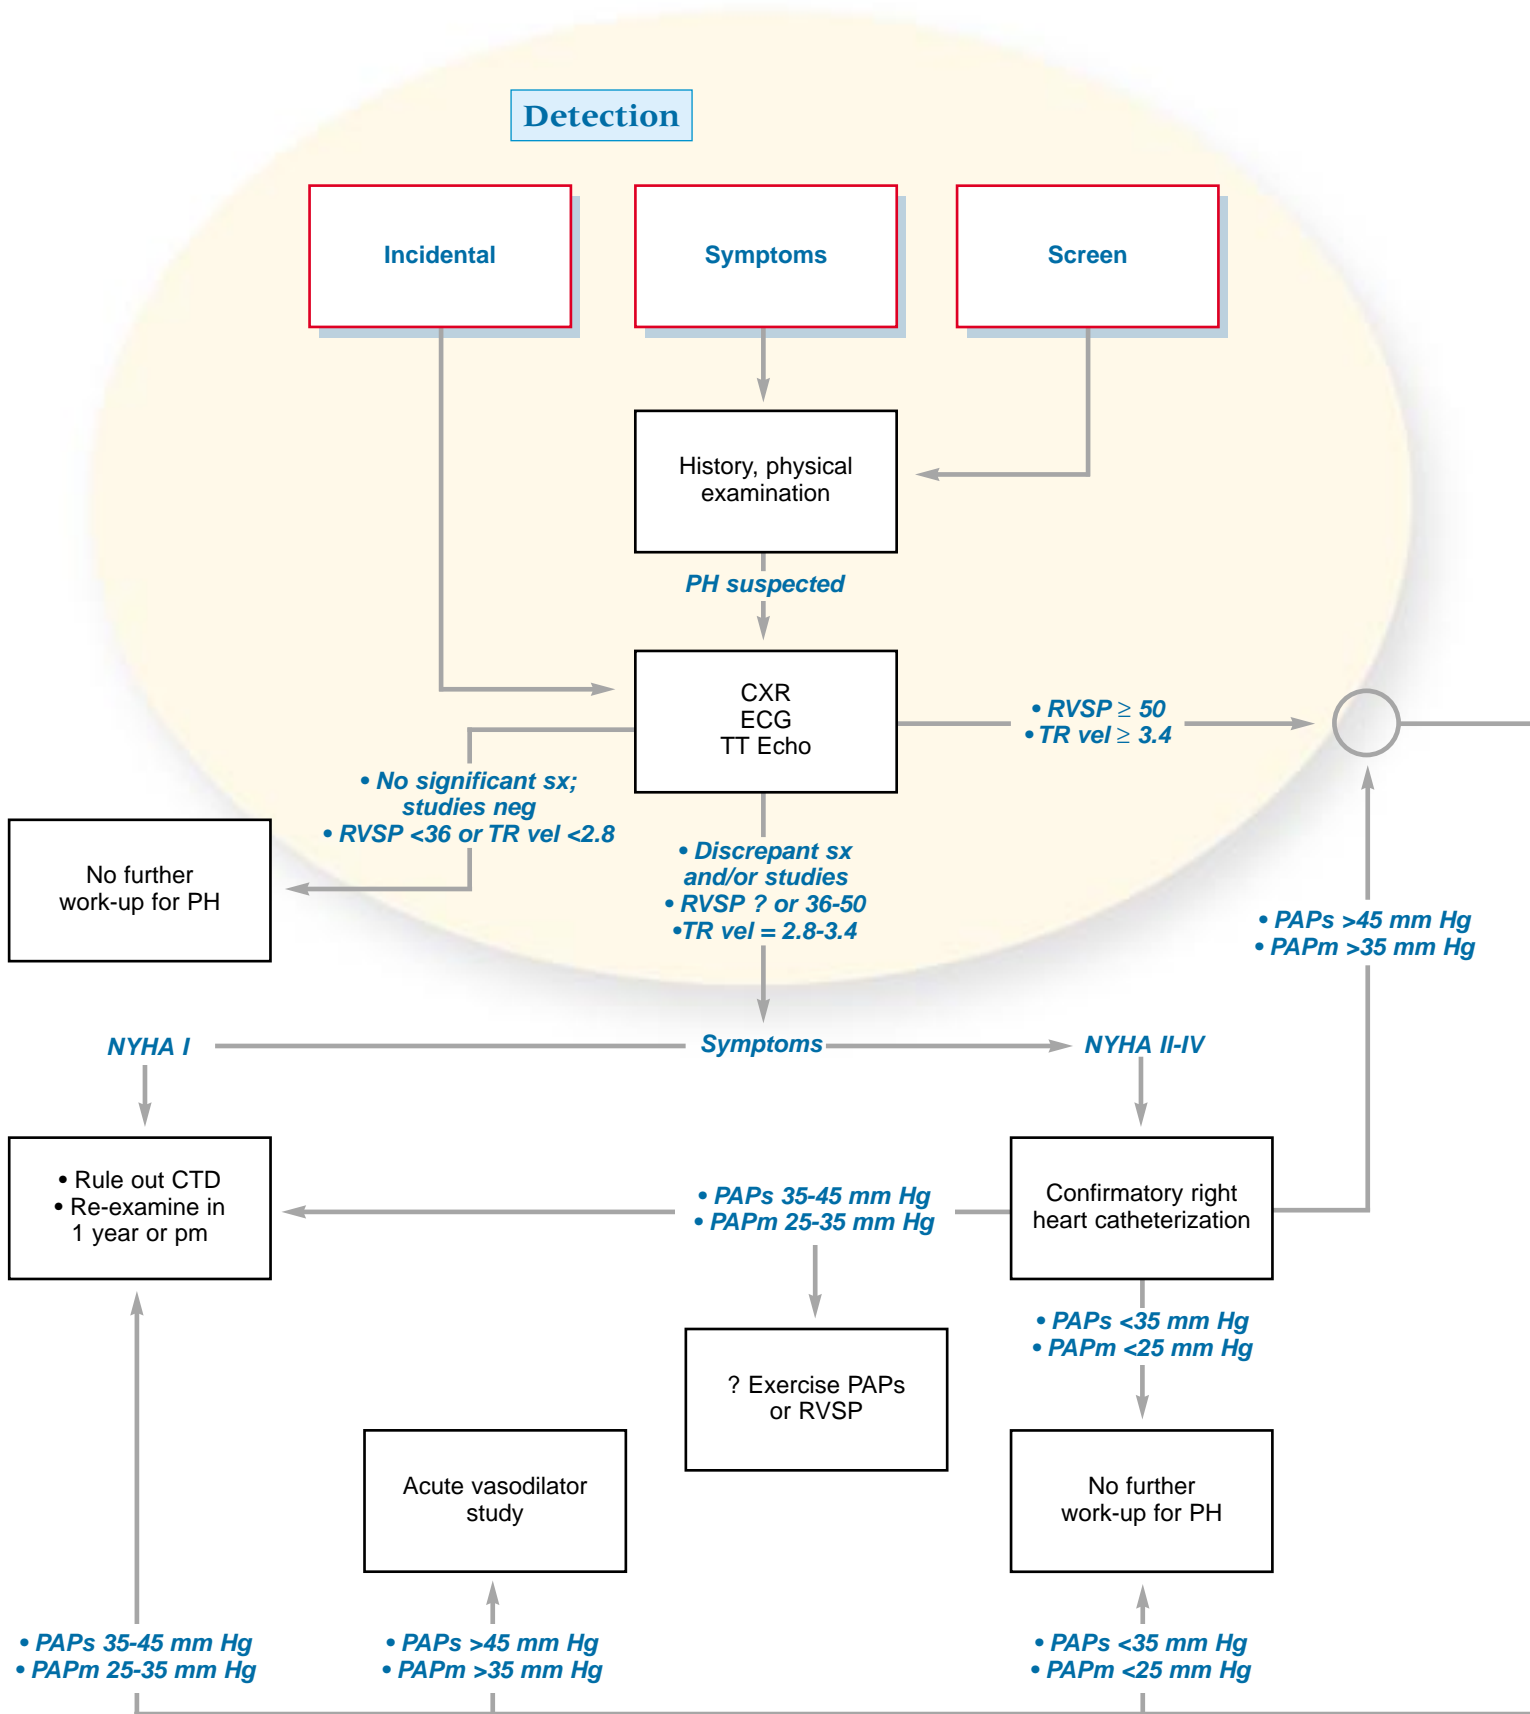 Detection
Incidental
Symptoms
Screen
History, physical
examination
PH suspected
CXR
ECG
TT Echo
• RVSP ≥ 50
• TR vel ≥ 3.4
• No significant sx;
studies neg
• RVSP <36 or TR vel <2.8
No further
work-up for PH
• Discrepant sx
and/or studies
• RVSP ? or 36-50
•TR vel = 2.8-3.4
• PAPs >45 mm Hg
• PAPm >35 mm Hg
NYHA I
Symptoms
NYHA II-IV
• Rule out CTD
• Re-examine in
1 year or pm
• PAPs 35-45 mm Hg
• PAPm 25-35 mm Hg
Confirmatory right
heart catheterization
• PAPs <35 mm Hg
• PAPm <25 mm Hg
? Exercise PAPs
or RVSP
Acute vasodilator
study
No further
work-up for PH
• PAPs 35-45 mm Hg
• PAPm 25-35 mm Hg
• PAPs >45 mm Hg
• PAPm >35 mm Hg
• PAPs <35 mm Hg
• PAPm <25 mm Hg